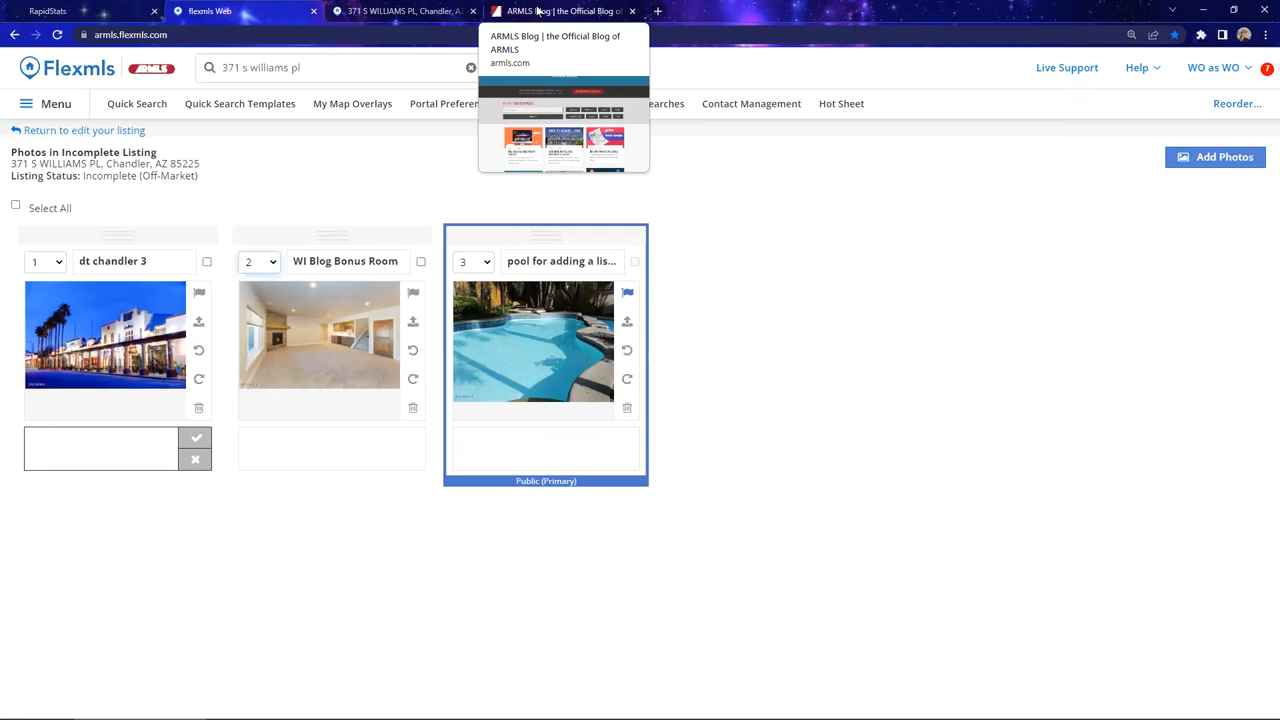 RapidStats
flexmls Web
371 S WILLIAMS PL, Chandler, A
ARMLS Blog | the Official Blog of
armls.flexmls.com
ARMLS Blog | the Official Blog of
ARMLS
armls.com
Flexmls
ARMLS
371 s williams pl
Live Support
Help
WO as WO
7
Menu
Quick Search
Quick Search Templates
My Map Overlays
Portal Preferen
earches
Contact Management
Hot Sheet
Reorder...
Return to edit your listing
Incomplete Listing - 2
371 S WILLIAMS PL, Chandler, AZ 852
Listing Status: Incomplete (Off-Market)
Add Photos
Select All
1
dt chandler 3
2
WI Blog Bonus Room
3
pool for adding a lis...
Public (Primary)